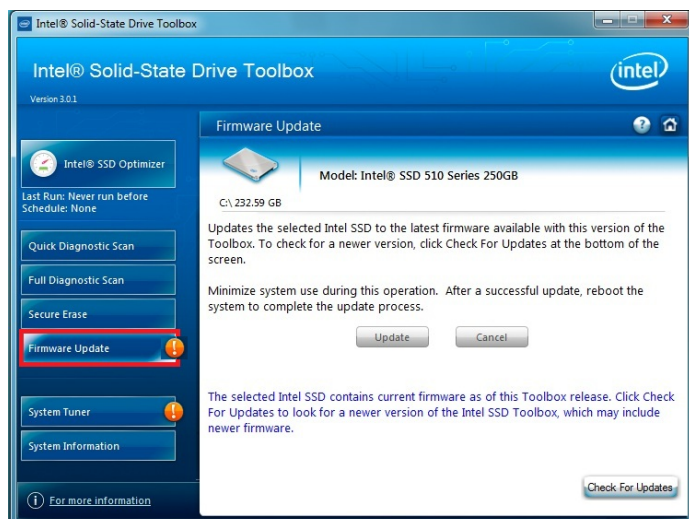 Intel® Solid-State Drive Toolbox
Intel® Solid-State Drive Toolbox
Version 3.0.1
intel
Firmware Update
?
Intel® SSD Optimizer
Last Run: Never run before
Schedule: None
Quick Diagnostic Scan
Full Diagnostic Scan
Secure Erase
Firmware Update
!
System Tuner
!
System Information
i For more information
Model: Intel® SSD 510 Series 250GB
C:\ 232.59 GB
Updates the selected Intel SSD to the latest firmware available with this version of the
Toolbox. To check for a newer version, click Check For Updates at the bottom of the
screen.
Minimize system use during this operation. After a successful update, reboot the
system to complete the update process.
Update
Cancel
The selected Intel SSD contains current firmware as of this Toolbox release. Click Check
For Updates to look for a newer version of the Intel SSD Toolbox, which may include
newer firmware.
Check For Updates